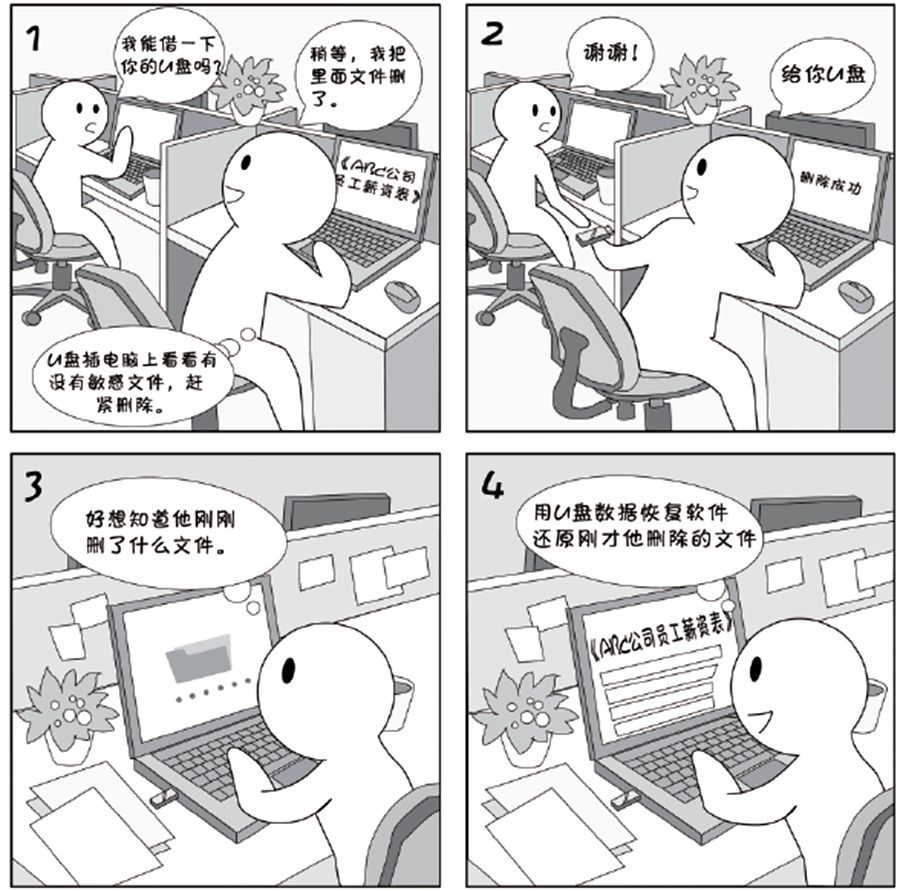 1
我能借一下
你的U盘吗?
稍等，我把
里面文件删
了。
《ABC公司
员工薪资表》
U盘插电脑上看看有
没有敏感文件，赶
紧删除。
2
谢谢！
给你U盘
删除成功
3
好想知道他刚刚
删了什么文件。
4
用U盘数据恢复软件
还原刚才他删除的文件
《ABC公司员工薪资表》